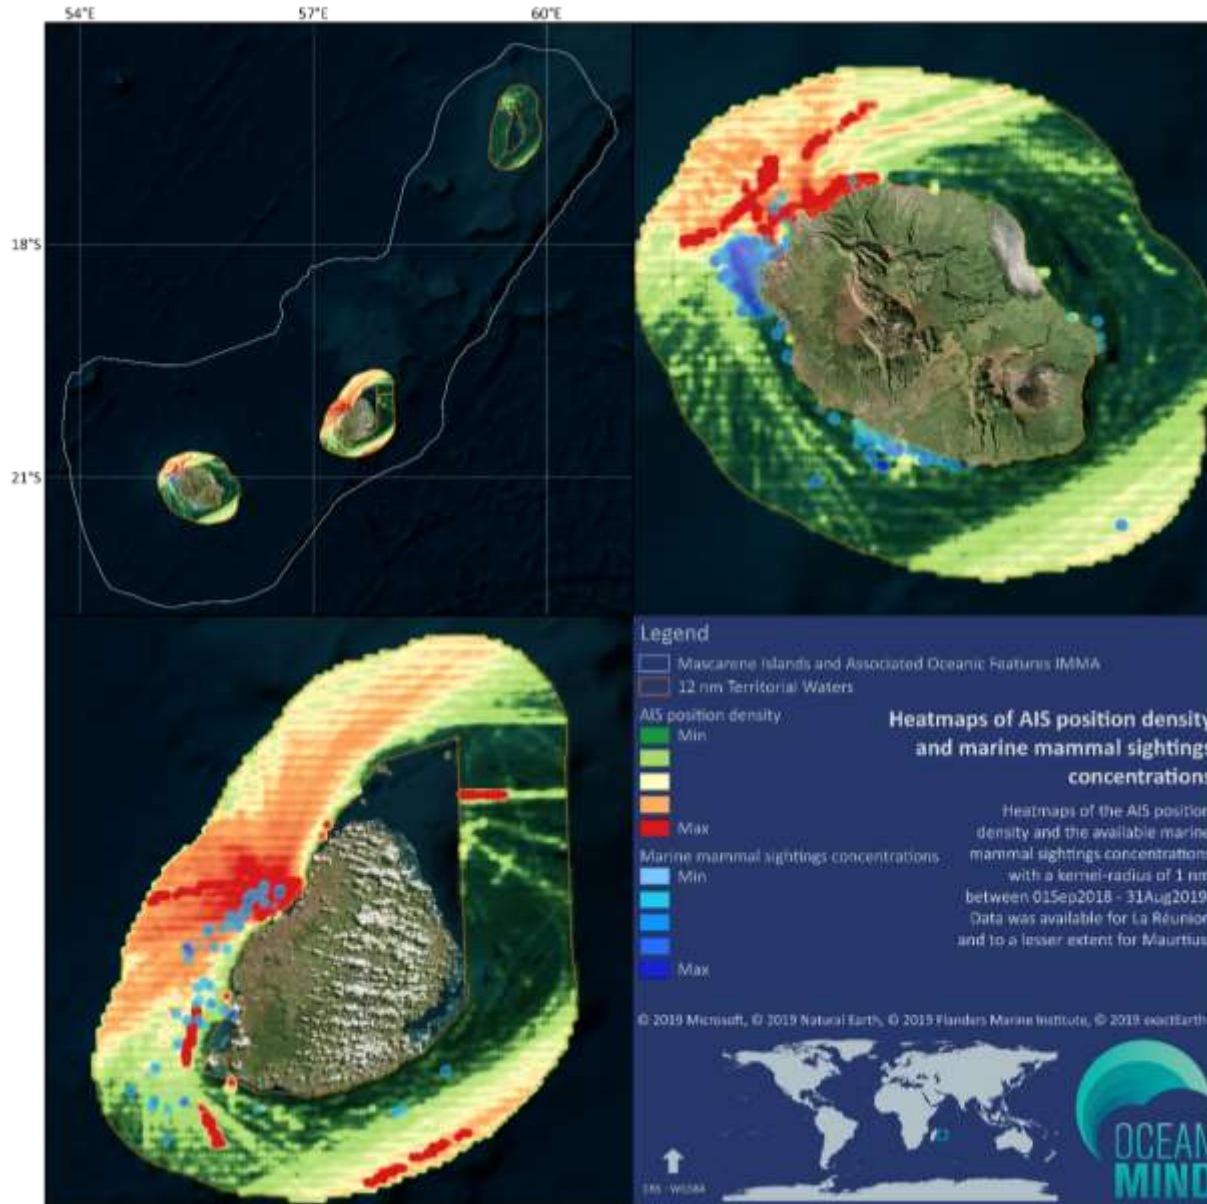 54°E 57°E 60°E
18°S
21°S
Legend
Mascarene Islands and Associated Oceanic Features IMMA
12 nm Territorial Waters
AIS position density
Min
Max
Marine mammal sightings concentrations
Min
Max
Heatmaps of AIS position density
and marine mammal sightings
concentrations
Heatmaps of the AIS position
density and the available marine
mammal sightings concentrations
with a kernel-radius of 1 nm
between 01Sep2018 - 31Aug2019
Data was available for La Réunion
and to a lesser extent for Maurtius
© 2019 Microsoft, © 2019 Natural Earth, © 2019 Flanders Marine Institute, © 2019 exactEarth
OCEAN
MIND